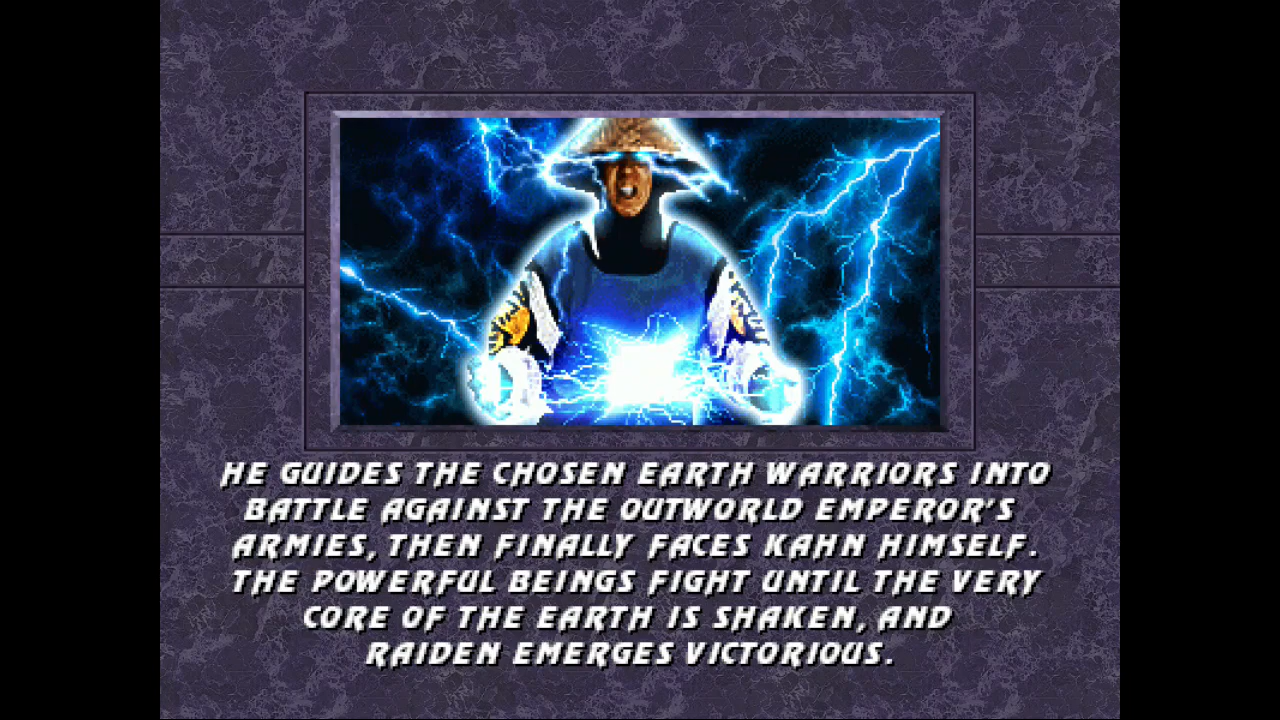 HE GUIDES THE CHOSEN EARTH WARRIORS INTO
BATTLE AGAINST THE OUTWORLD EMPEROR'S
ARMIES, THEN FINALLY FACES KAHN HIMSELF.
THE POWERFUL BEINGS FIGHT UNTIL THE VERY
CORE OF THE EARTH IS SHAKEN, AND
RAIDEN EMERGES VICTORIOUS.